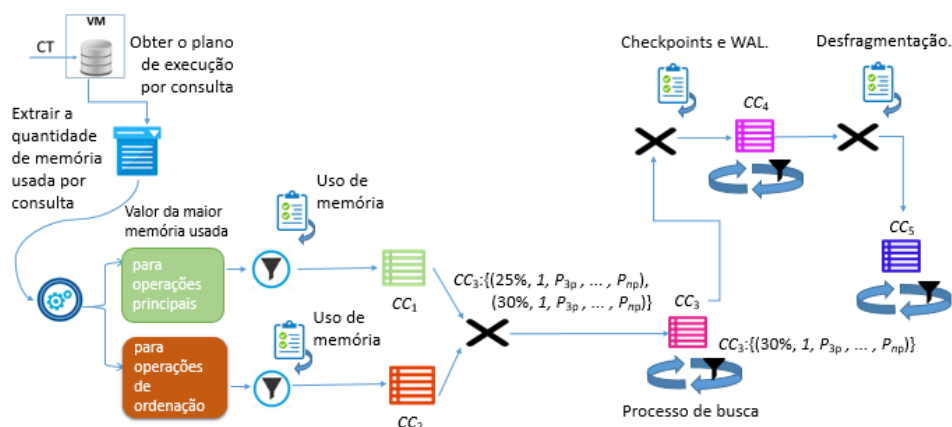 VM
CT
Obter o plano
de execução
por consulta
Extrair a
quantidade
de memória
usada por
consulta
Valor da maior
memória usada
para
operações
principais
para
operações
de
ordenação
Uso de
memória
Uso de
memória
CC₁
CC₂
CC₃:{(25%, 1, P₃ₚ , ... , Pₙₚ),
(30%, 1, P₃ₚ , ... , Pₙₚ)}
CC₃
CC₃:{(30%, 1, P₃ₚ , ... , Pₙₚ)}
Processo de busca
Checkpoints e WAL.
CC₄
Desfragmentação.
CC₅